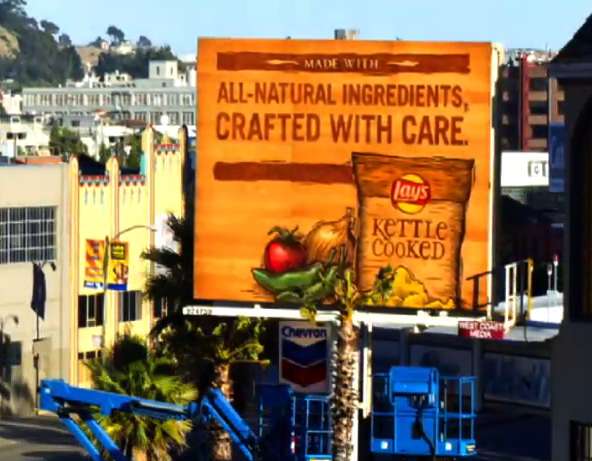 MADE WITH
ALL-NATURAL INGREDIENTS,
CRAFTED WITH CARE.
Lay's
KETTLE
COOKED
Chevron
WEST COAST
MEDIA